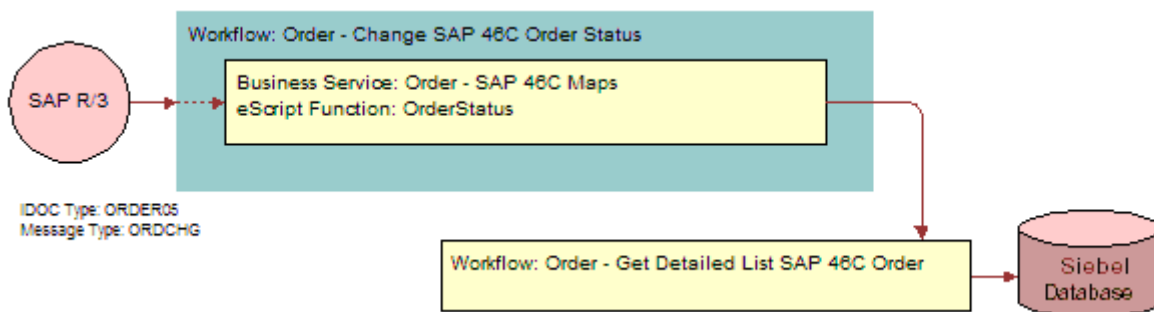 Workflow: Order - Change SAP 46C Order Status
Business Service: Order - SAP 46C Maps
eScript Function: OrderStatus
SAP R/3
IDOC Type: ORDER05
Message Type: ORDCHG
Workflow: Order - Get Detailed List SAP 46C Order
Siebel
Database